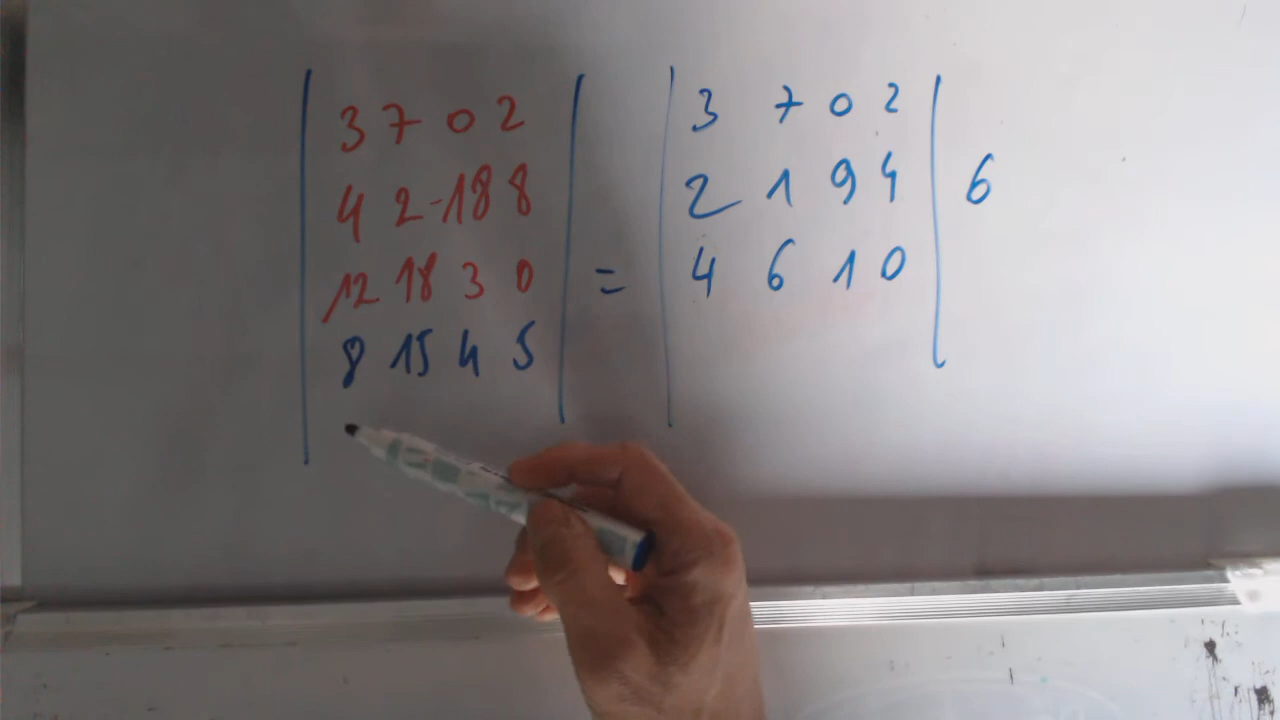 | 3 7 0 2 | = | 3 7 0 2 | 6
| 4 2 -18 8 | | 2 1 9 4 |
| 12 18 3 0 | | 4 6 1 0 |
| 8 15 4 5 |